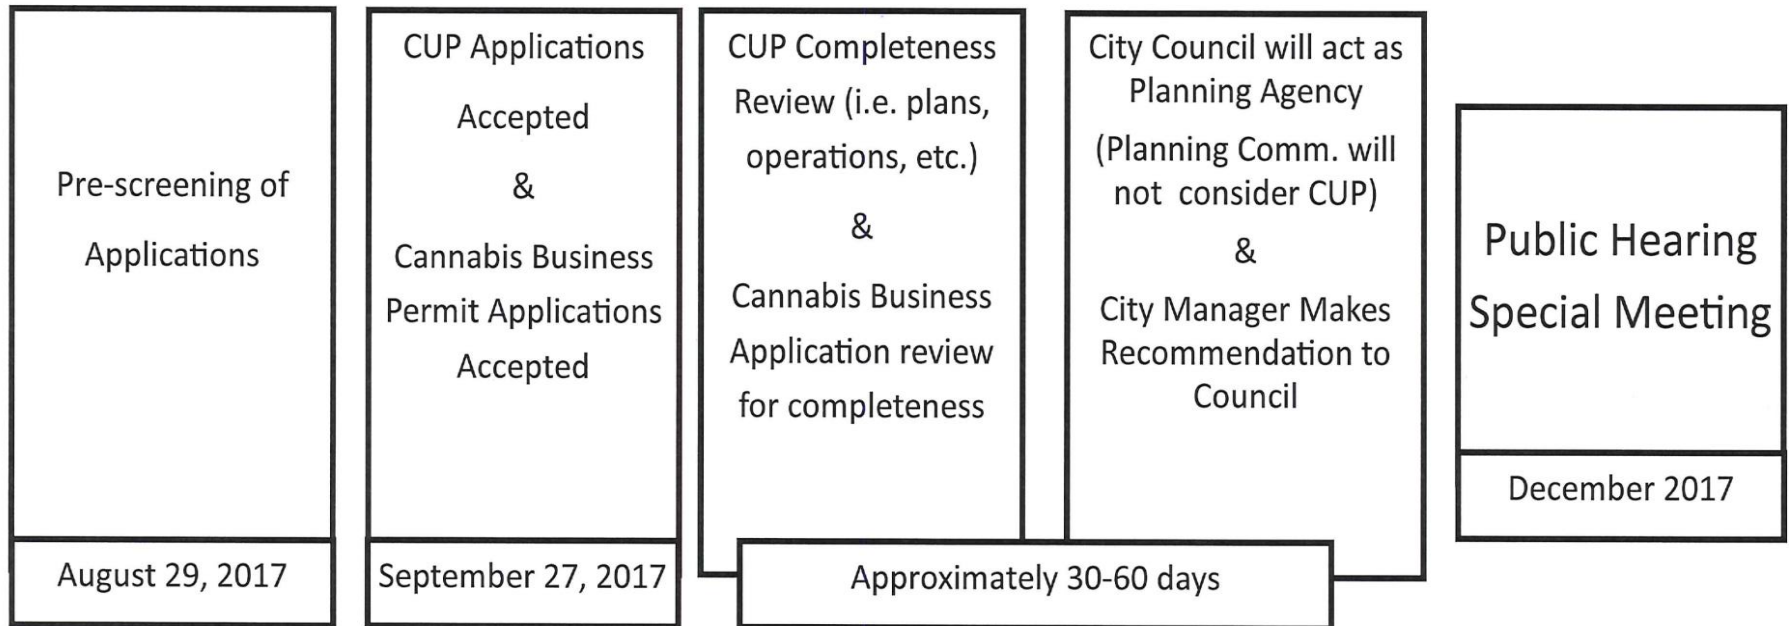 Pre-screening of
Applications
August 29, 2017
CUP Applications
Accepted
&
Cannabis Business
Permit Applications
Accepted
September 27, 2017
CUP Completeness
Review (i.e. plans,
operations, etc.)
&
Cannabis Business
Application review
for completeness
City Council will act as
Planning Agency
(Planning Comm. will
not consider CUP)
&
City Manager Makes
Recommendation to
Council
Approximately 30-60 days
Public Hearing
Special Meeting
December 2017